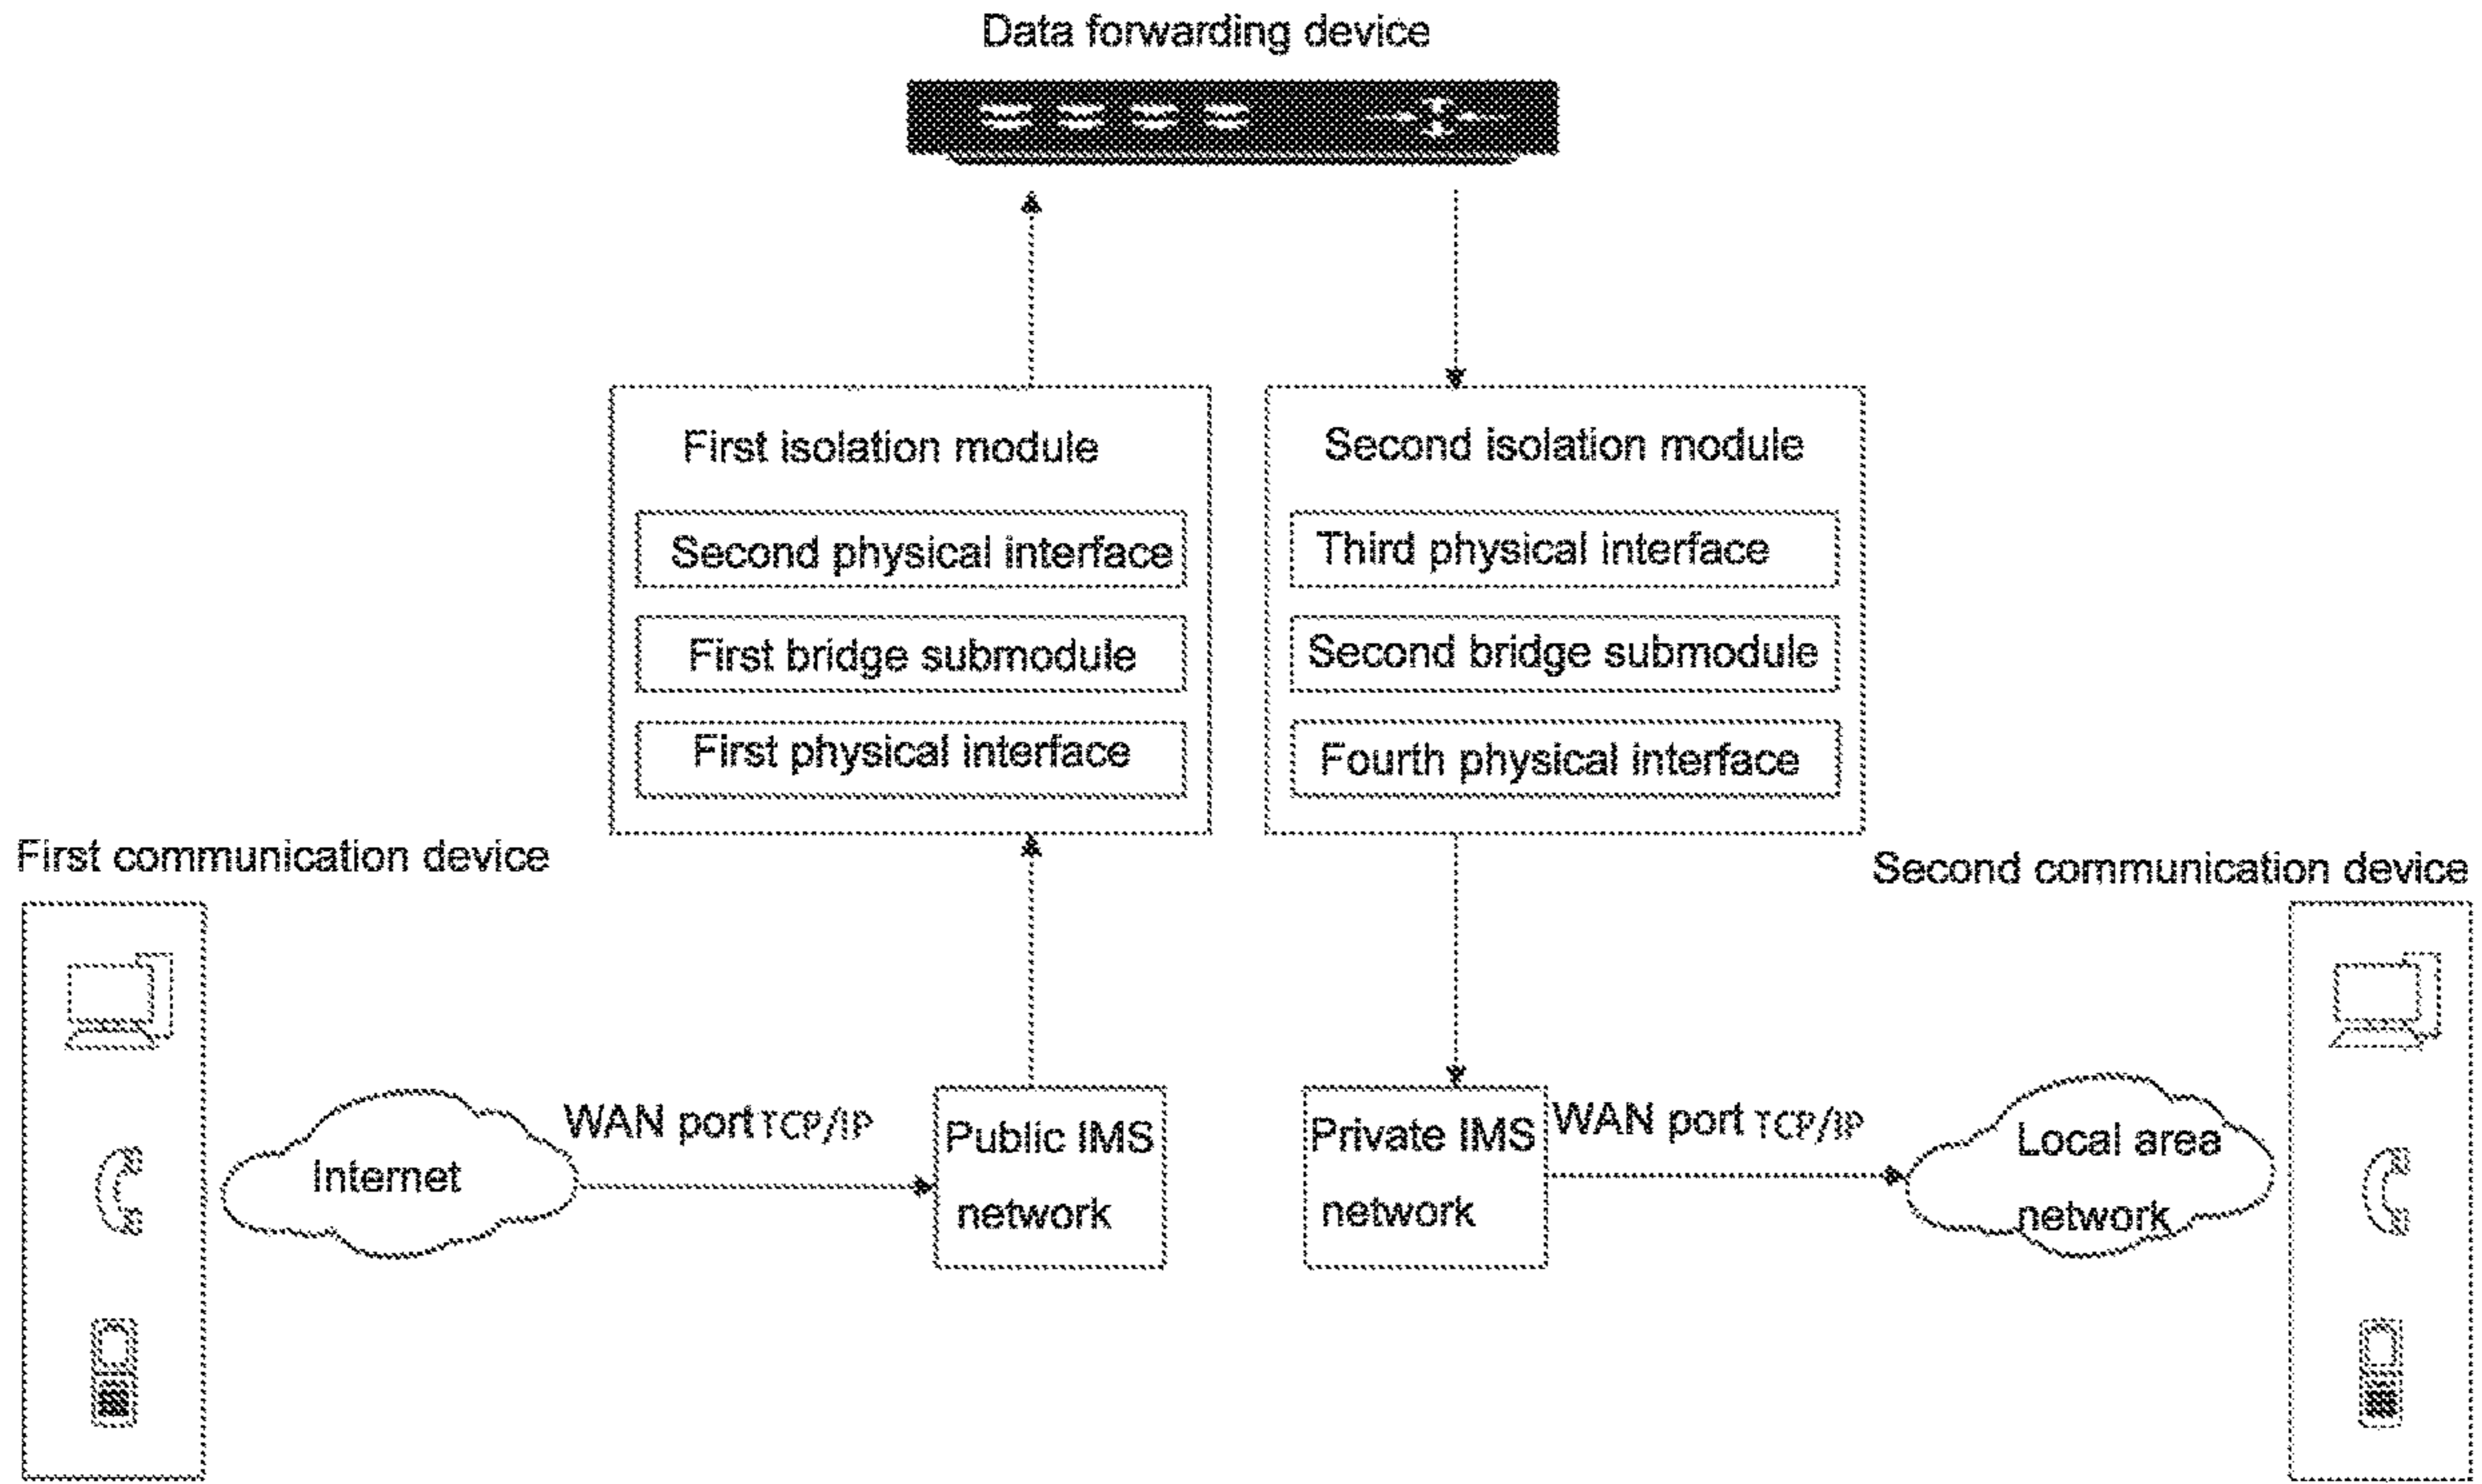 Data forwarding device
First isolation module
Second physical interface
First bridge submodule
First physical interface
Second isolation module
Third physical interface
Second bridge submodule
Fourth physical interface
First communication device
Second communication device
Internet
WAN port TCP/IP
Public IMS
network
Private IMS
network
WAN port TCP/IP
Local area
network